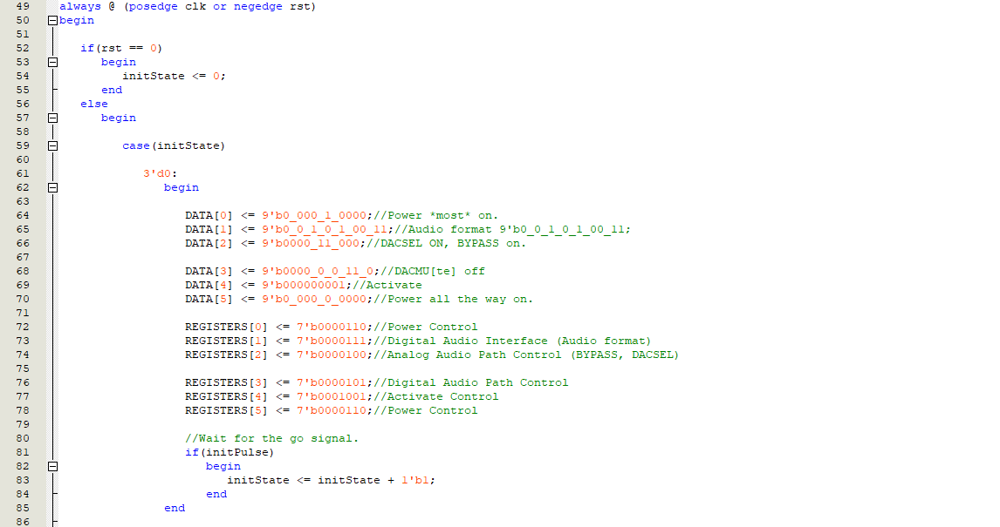 49 always @ (posedge clk or negedge rst)
50 begin
51
52 if(rst == 0)
53 begin
54 initState <= 0;
55 end
56 else
57 begin
58
59 case(initState)
60
61 3'd0:
62 begin
63
64 DATA[0] <= 9'b0_000_1_0000;//Power *most* on.
65 DATA[1] <= 9'b0_0_1_0_1_00_11;//Audio format 9'b0_0_1_0_1_00_11;
66 DATA[2] <= 9'b0000_11_000;//DACSEL ON, BYPASS on.
67
68 DATA[3] <= 9'b0000_0_0_11_0;//DACMU[te] off
69 DATA[4] <= 9'b000000001;//Activate
70 DATA[5] <= 9'b0_000_0_0000;//Power all the way on.
71
72 REGISTERS[0] <= 7'b0000110;//Power Control
73 REGISTERS[1] <= 7'b0000111;//Digital Audio Interface (Audio format)
74 REGISTERS[2] <= 7'b0000100;//Analog Audio Path Control (BYPASS, DACSEL)
75
76 REGISTERS[3] <= 7'b0000101;//Digital Audio Path Control
77 REGISTERS[4] <= 7'b0001001;//Activate Control
78 REGISTERS[5] <= 7'b0000110;//Power Control
79
80 //Wait for the go signal.
81 if(initPulse)
82 begin
83 initState <= initState + 1'b1;
84 end
85 end
86